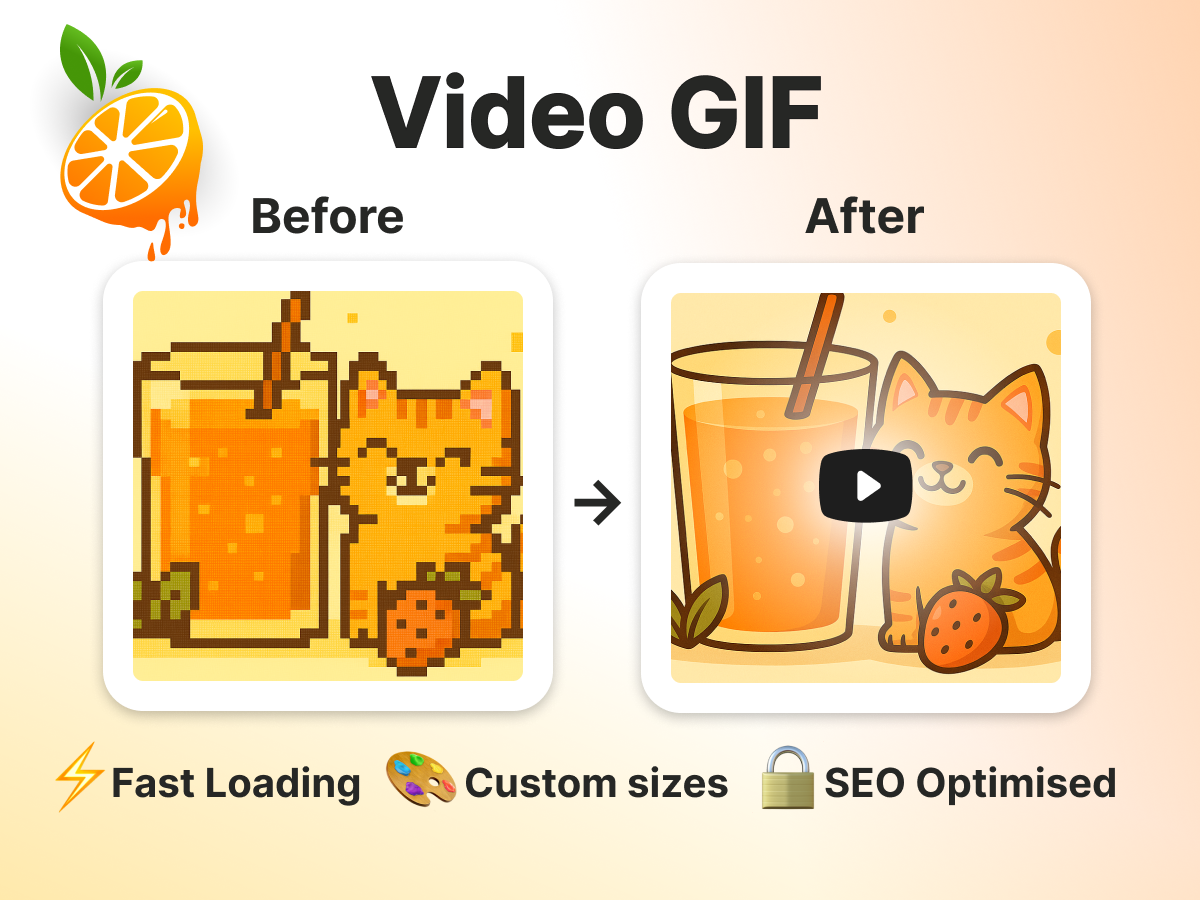 Video GIF
Before
After
Fast Loading
Custom sizes
SEO Optimised